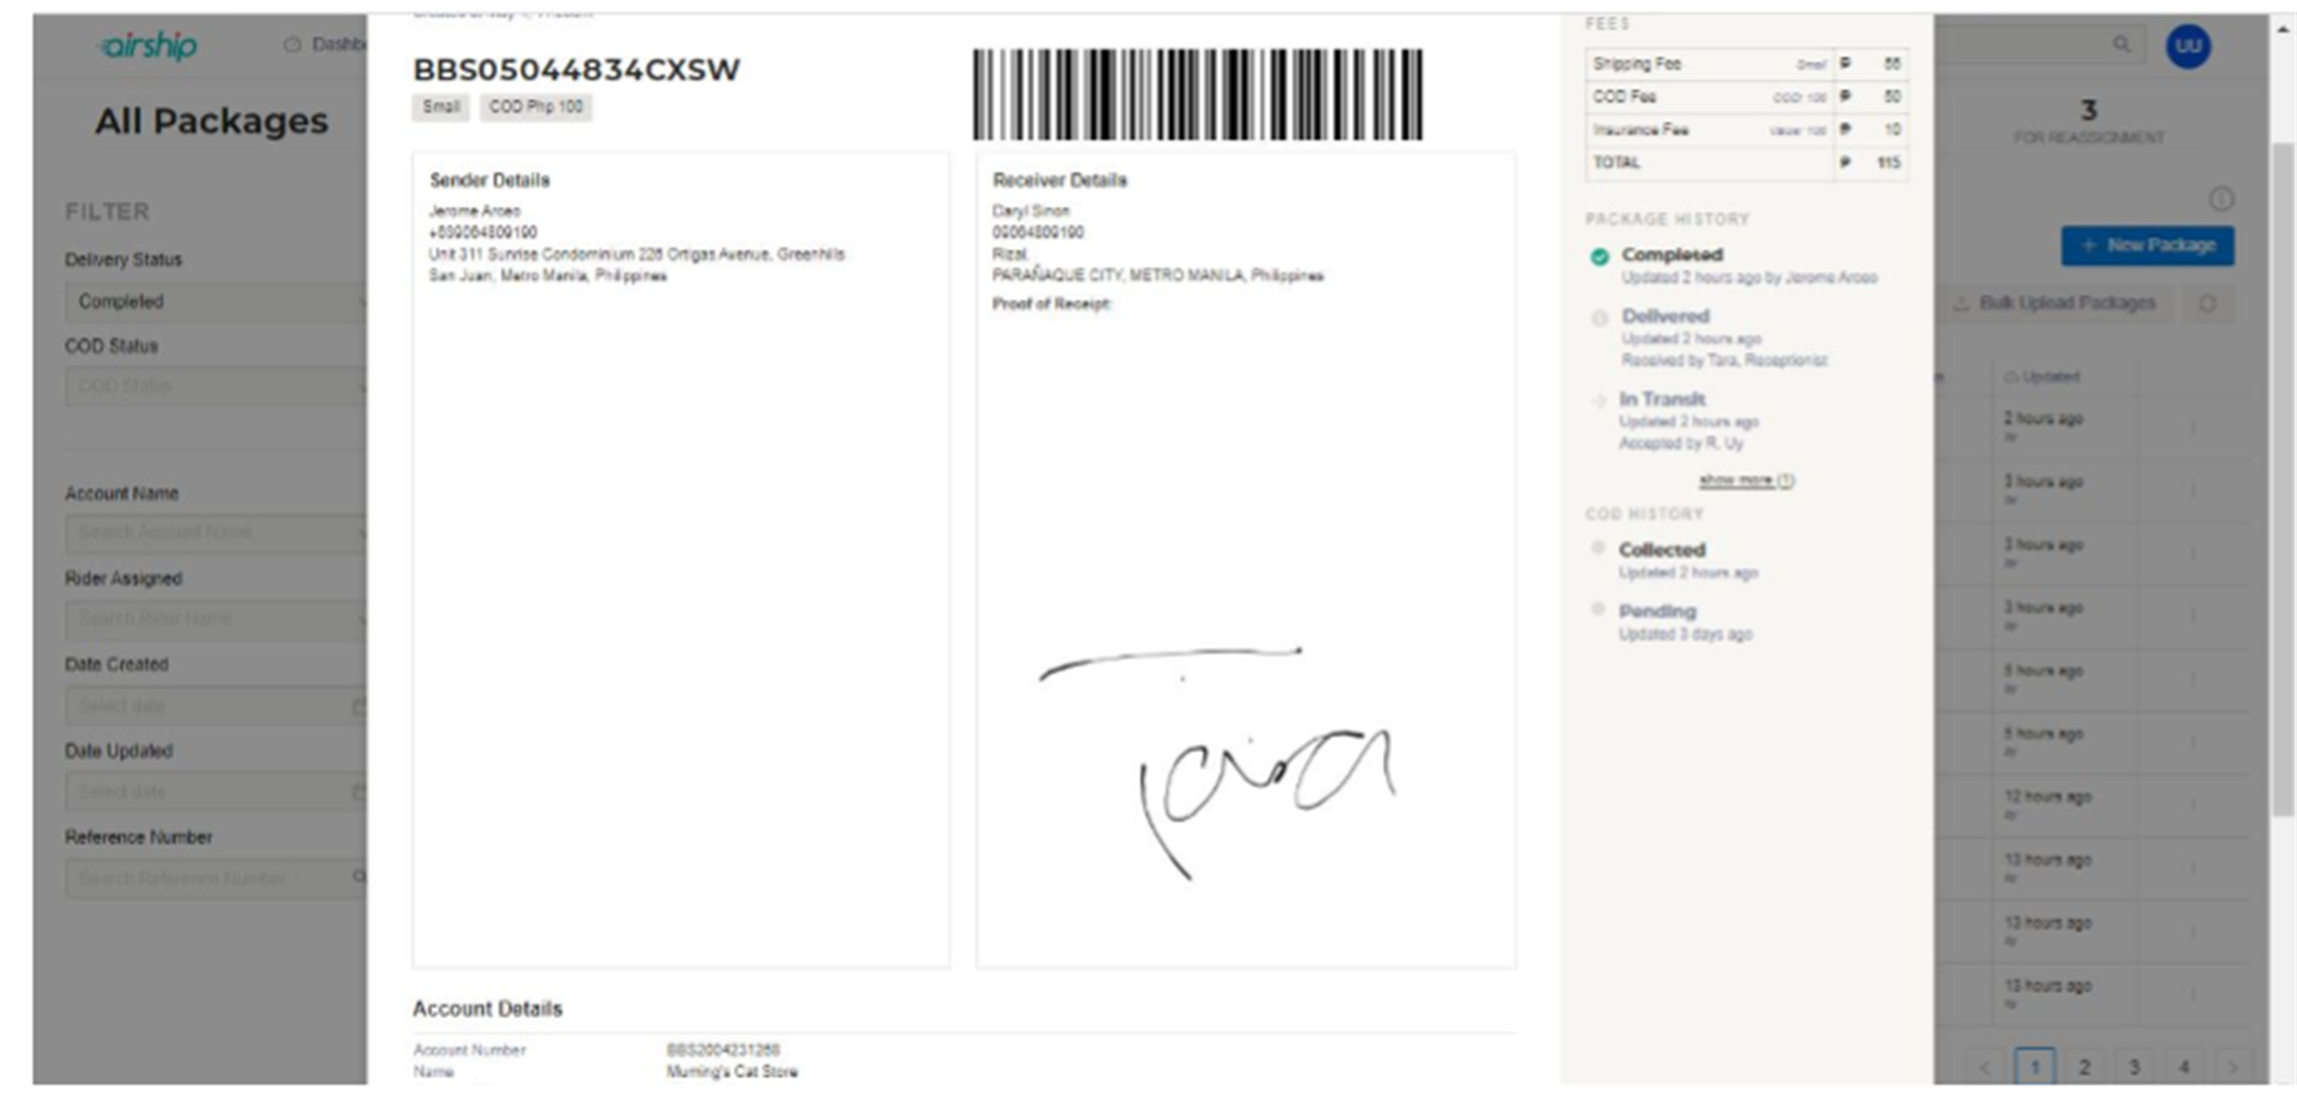 airship
All Packages
FILTER
Delivery Status
Completed
COD Status
COD Status
Account Name
Search Account Name
Rider Assigned
Search Rider Name
Date Created
Select date
Date Updated
Select date
Reference Number
Search Reference Number
BBS05044834CXSW
Small COD Php 100
Sender Details
Jerome Arceo
+639064809190
Unit 311 Sunrise Condominium 226 Ortigas Avenue, Greenhills
San Juan, Metro Manila, Philippines
Receiver Details
Daryl Sinon
09064809190
Rizal,
PARAÑAQUE CITY, METRO MANILA, Philippines
Proof of Receipt:
Tara
Account Details
Account Number BBS2004231268
Name Muning's Cat Store
FEES
Shipping Fee Small ₱ 55
COD Fee COD: 100 ₱ 50
Insurance Fee Value: 100 ₱ 10
TOTAL ₱ 115
PACKAGE HISTORY
Completed
Updated 2 hours ago by Jerome Arceo
Delivered
Updated 2 hours ago
Received by Tara, Receptionist
In Transit
Updated 2 hours ago
Accepted by R. Uy
show more (1)
COD HISTORY
Collected
Updated 2 hours ago
Pending
Updated 3 days ago
UU
3
FOR REASSIGNMENT
+ New Package
Bulk Upload Packages
Updated
2 hours ago
3 hours ago
3 hours ago
3 hours ago
5 hours ago
5 hours ago
12 hours ago
13 hours ago
13 hours ago
13 hours ago
< 1 2 3 4 >